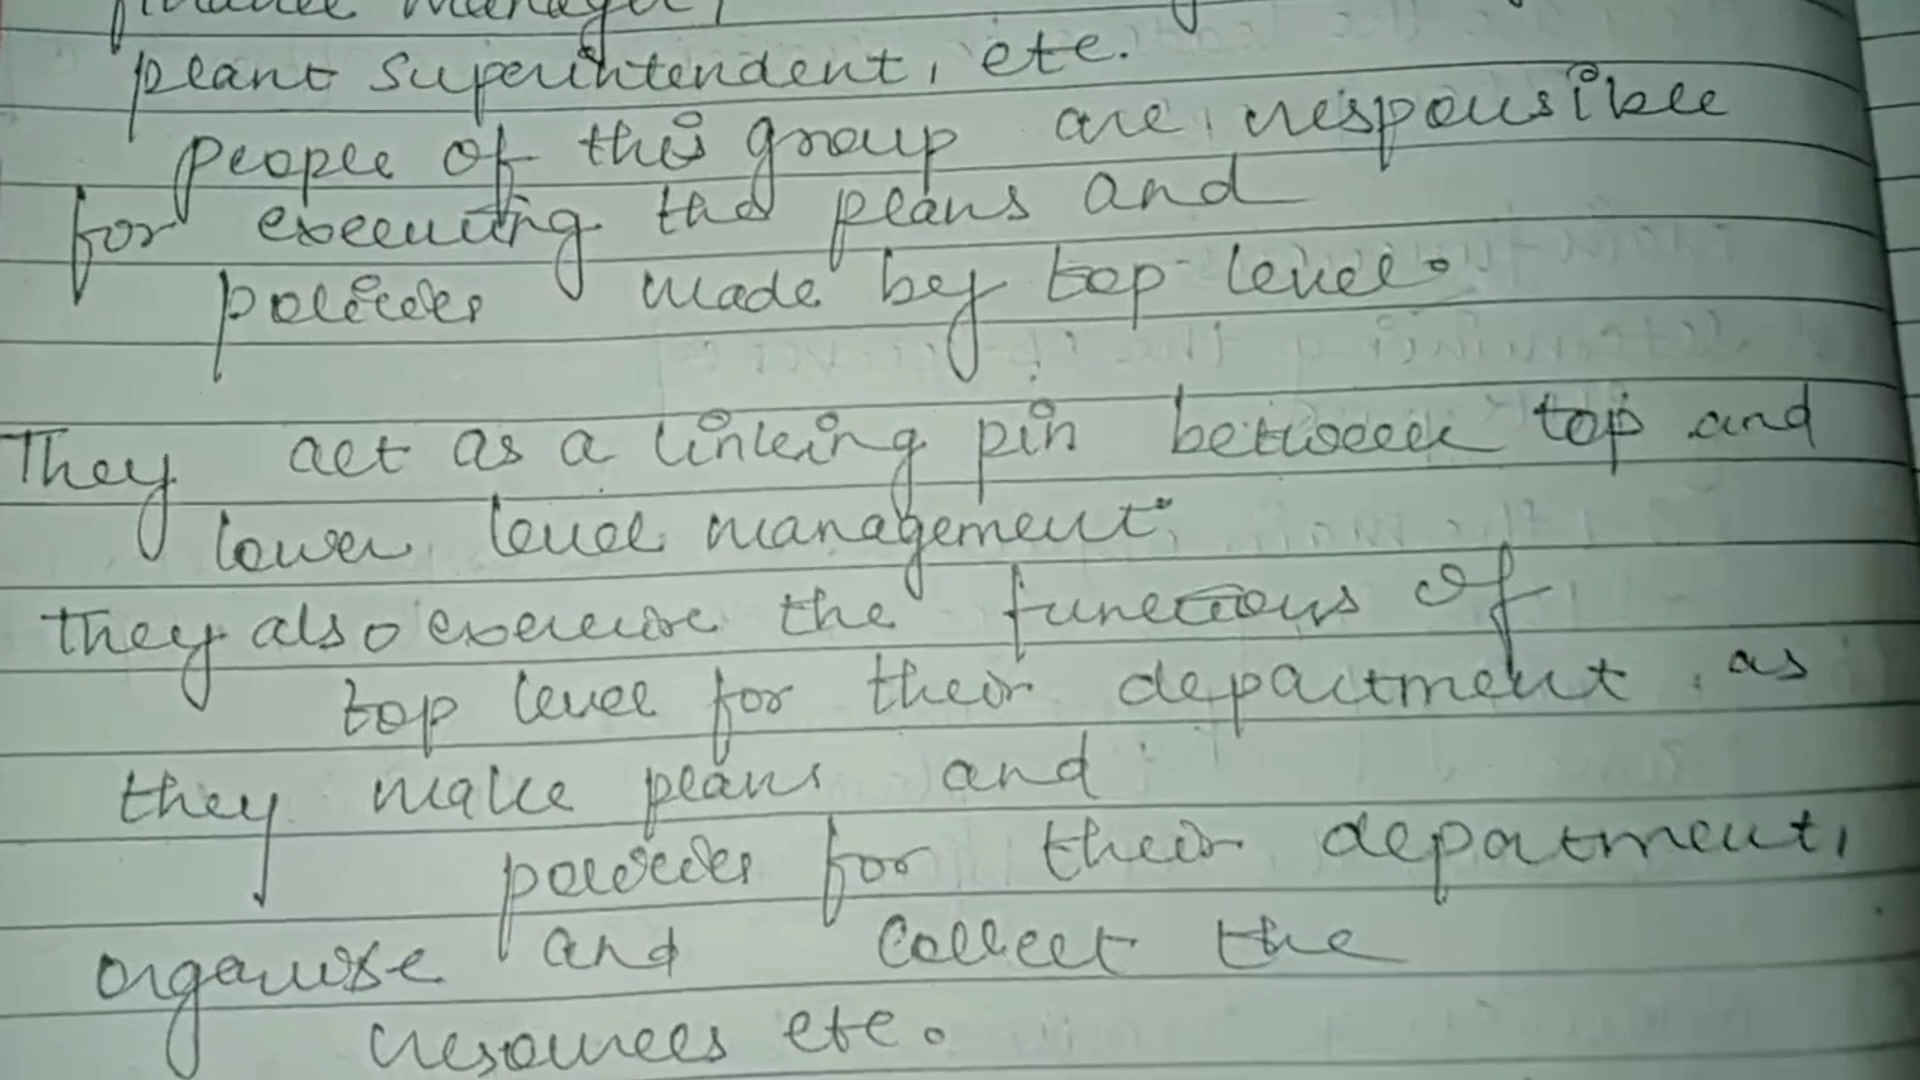 finance manager,
plant superintendent, etc.
people of this group are responsible
for executing the plans and
policies made by top level.
They act as a linking pin between top and
lower level management.
they also exercise the functions of
top level for their department, as
they make plans and
policies for their department,
organise and collect the
resources etc.